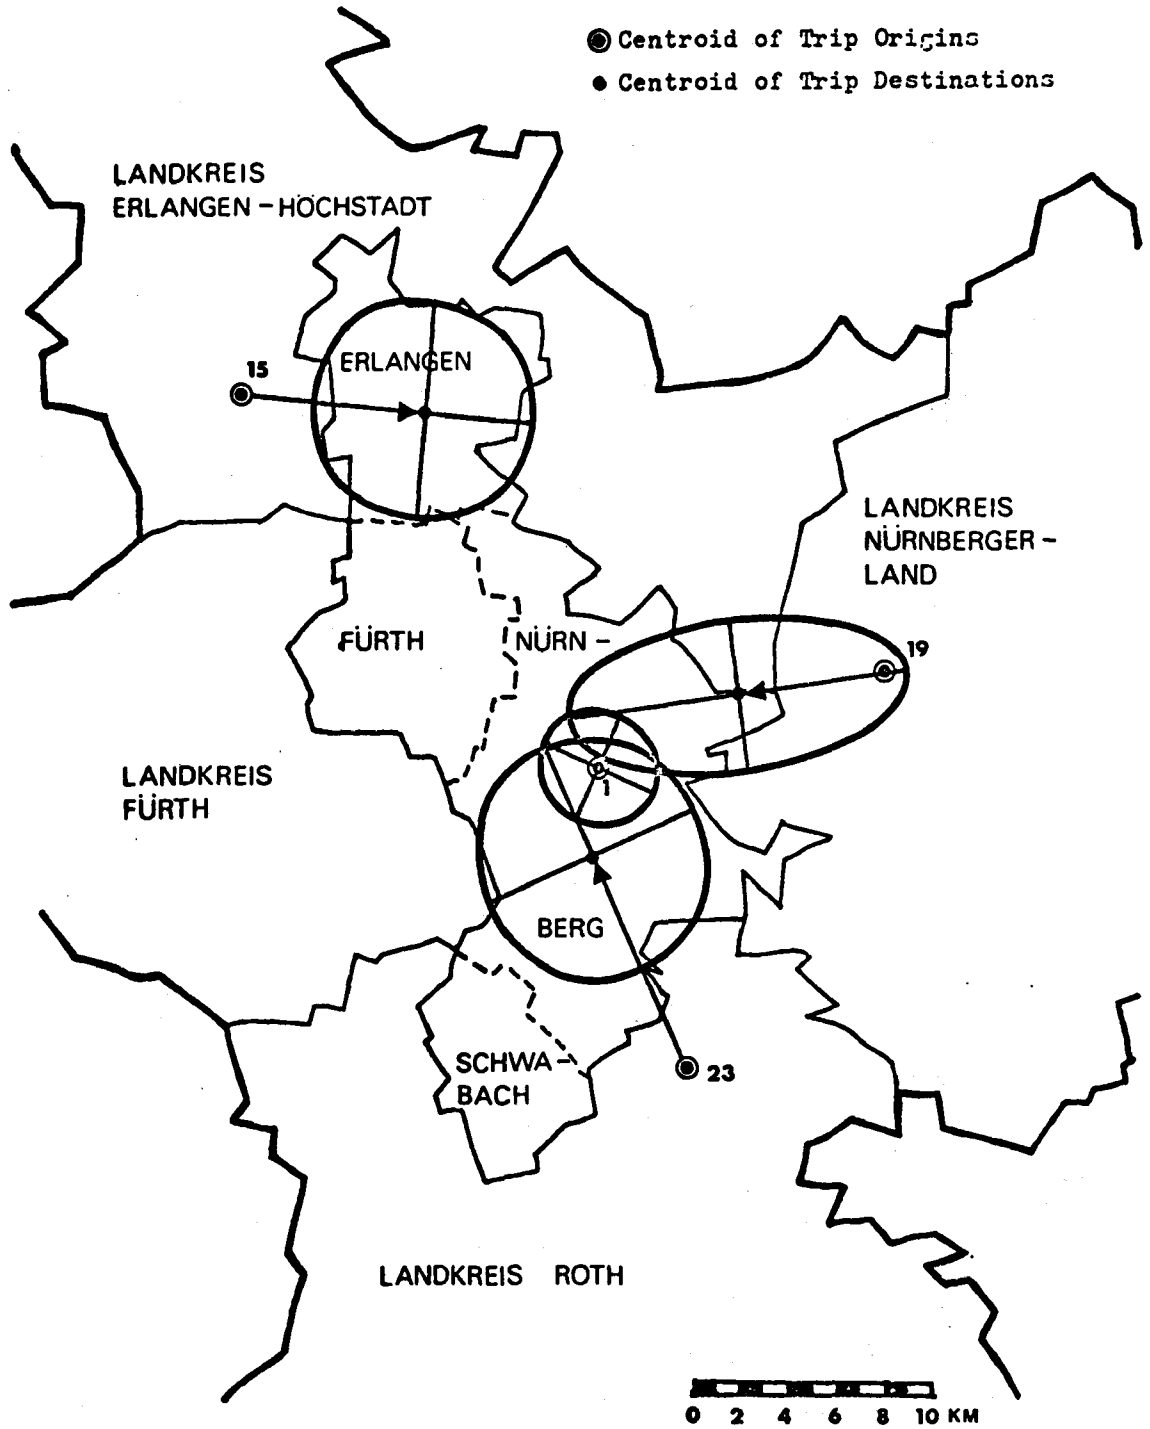 Centroid of Trip Origins
Centroid of Trip Destinations
LANDKREIS
ERLANGEN – HÖCHSTADT
ERLANGEN
15
LANDKREIS
NÜRNBERGER –
LAND
FÜRTH
NÜRN –
19
LANDKREIS
FÜRTH
1
BERG
SCHWA –
BACH
23
LANDKREIS ROTH
0 2 4 6 8 10 KM